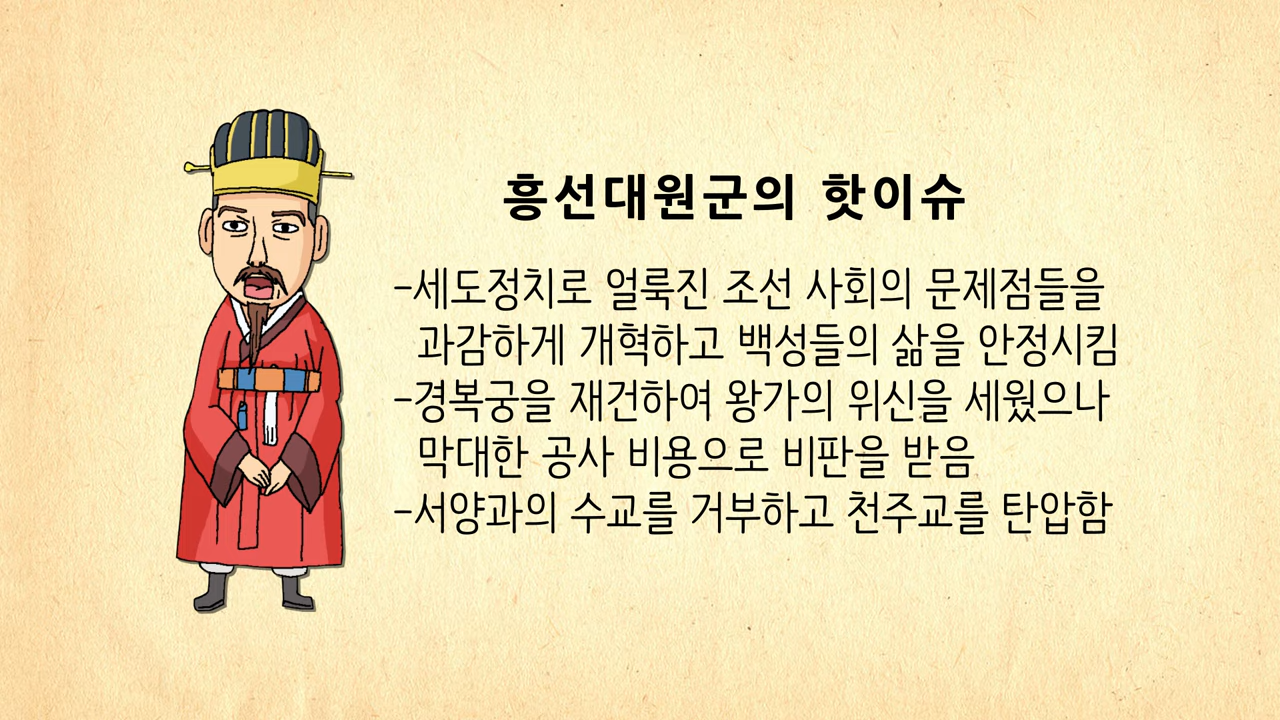 흥선대원군의 핫이슈
-세도정치로 얼룩진 조선 사회의 문제점들을
과감하게 개혁하고 백성들의 삶을 안정시킴
-경복궁을 재건하여 왕가의 위신을 세웠으나
막대한 공사 비용으로 비판을 받음
-서양과의 수교를 거부하고 천주교를 탄압함